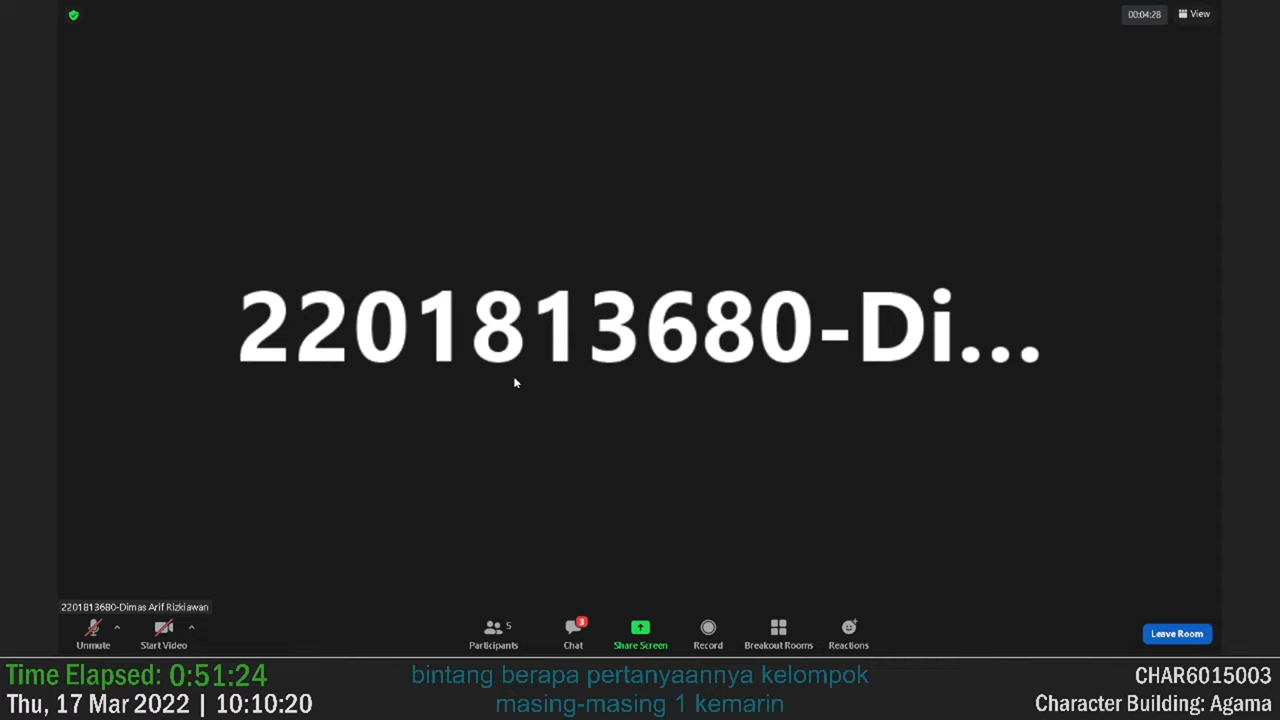 00:04:28
View
2201813680-Di...
2201813680-Dimas Arif Rizkiawan
Unmute
Start Video
5
Participants
3
Chat
Share Screen
Record
Breakout Rooms
Reactions
Leave Room
Time Elapsed: 0:51:24
Thu, 17 Mar 2022 | 10:10:20
bintang berapa pertanyaannya kelompok
masing-masing 1 kemarin
CHAR6015003
Character Building: Agama